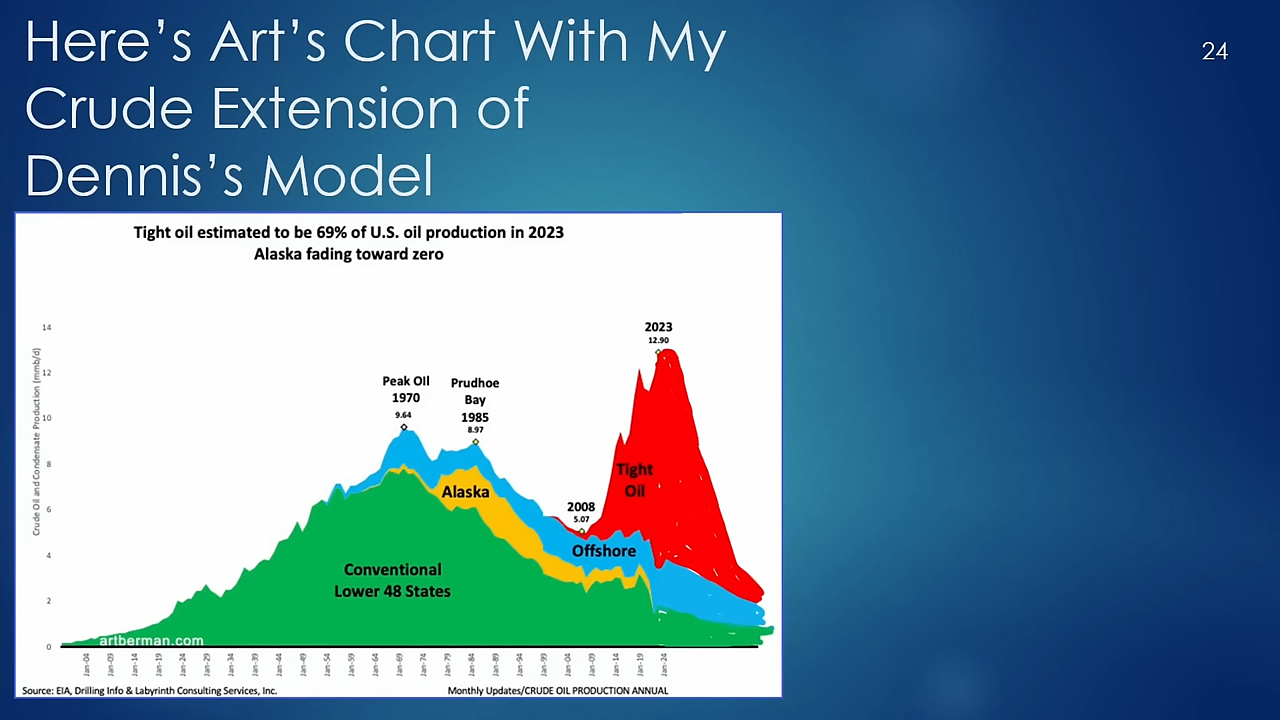 Here’s Art’s Chart With My
Crude Extension of
Dennis’s Model
24
Tight oil estimated to be 69% of U.S. oil production in 2023
Alaska fading toward zero
Crude Oil and Condensate Production (mmb/d)
14
12
10
8
6
4
2
0
Peak Oil
1970
9.64
Prudhoe
Bay
1985
8.97
2008
5.07
2023
12.90
Tight
Oil
Alaska
Offshore
Conventional
Lower 48 States
artberman.com
Jan-04
Jan-09
Jan-14
Jan-19
Jan-24
Jan-29
Jan-34
Jan-39
Jan-44
Jan-49
Jan-54
Jan-59
Jan-64
Jan-69
Jan-74
Jan-79
Jan-84
Jan-89
Jan-94
Jan-99
Jan-04
Jan-09
Jan-14
Jan-19
Jan-24
Source: EIA, Drilling Info & Labyrinth Consulting Services, Inc.
Monthly Updates/CRUDE OIL PRODUCTION ANNUAL